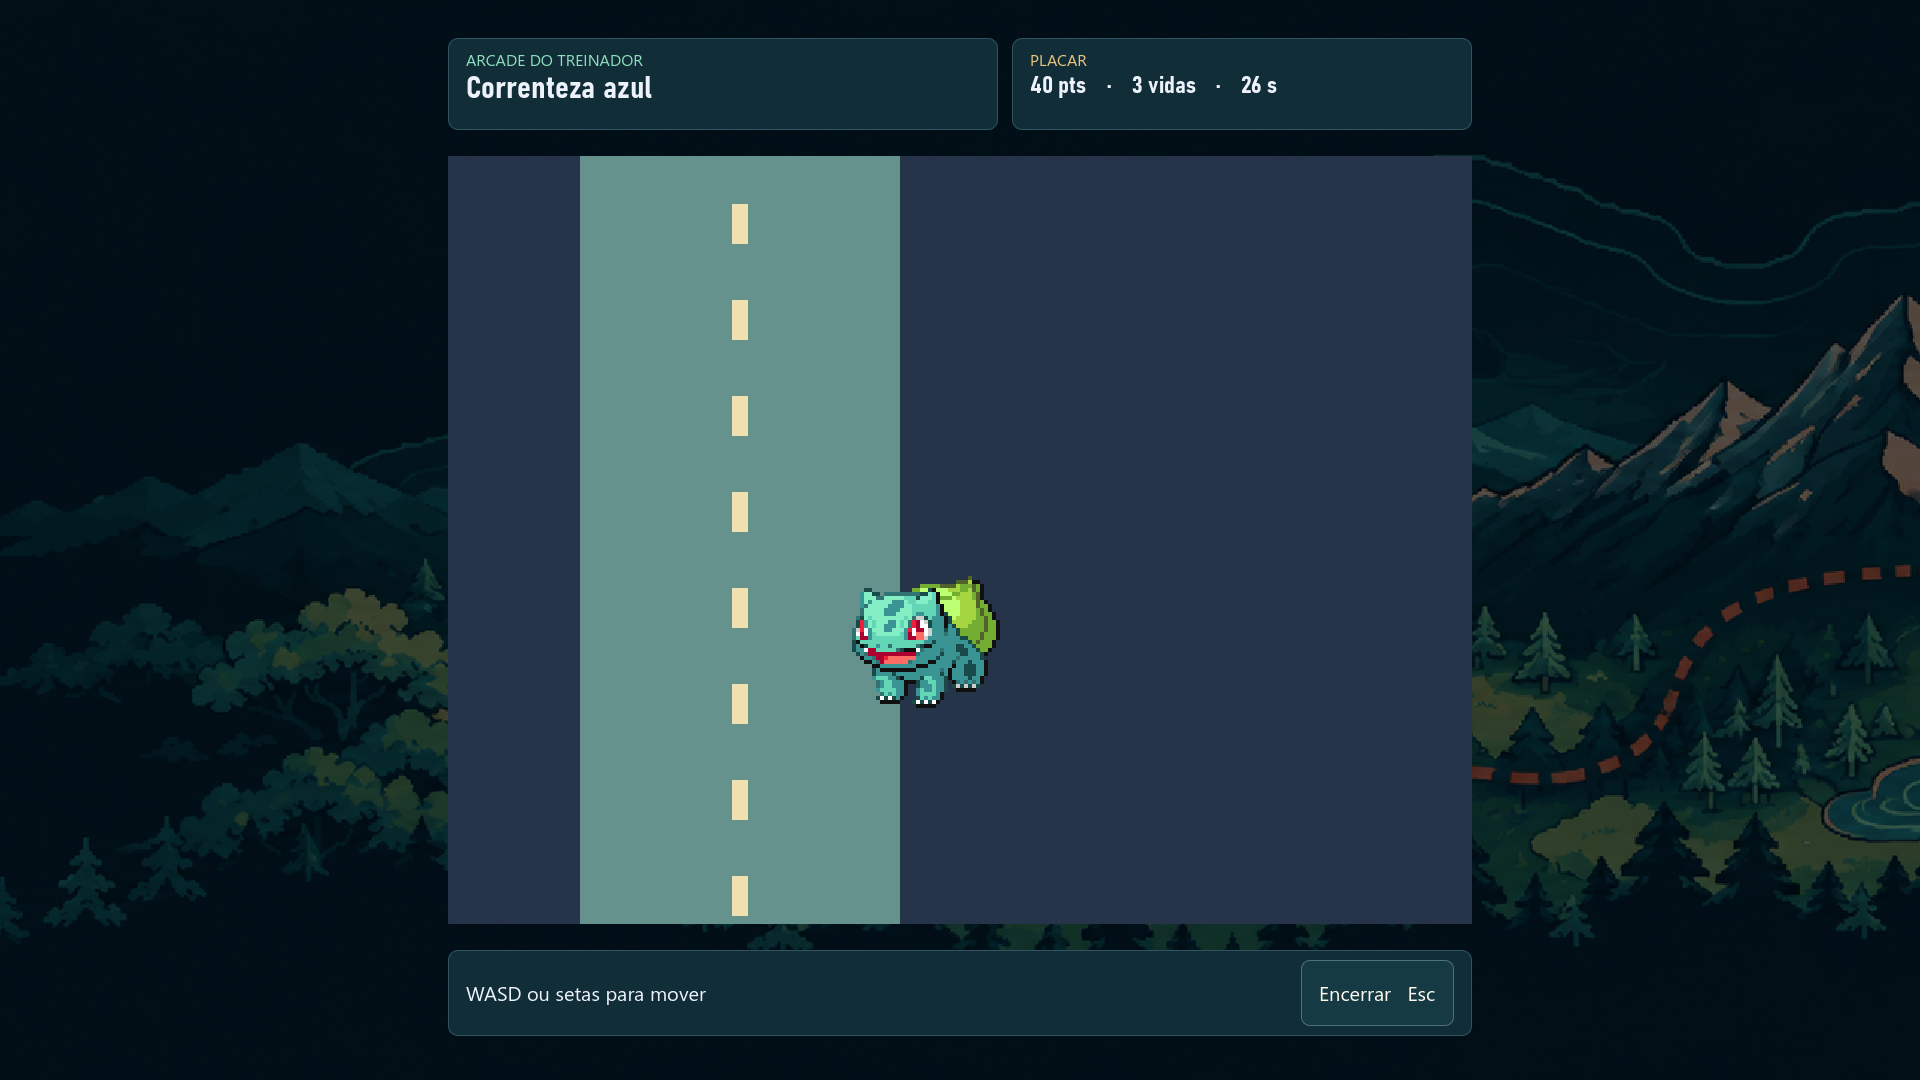 ARCADE DO TREINADOR
Correnteza azul
PLACAR
40 pts · 3 vidas · 26 s
WASD ou setas para mover
Encerrar Esc